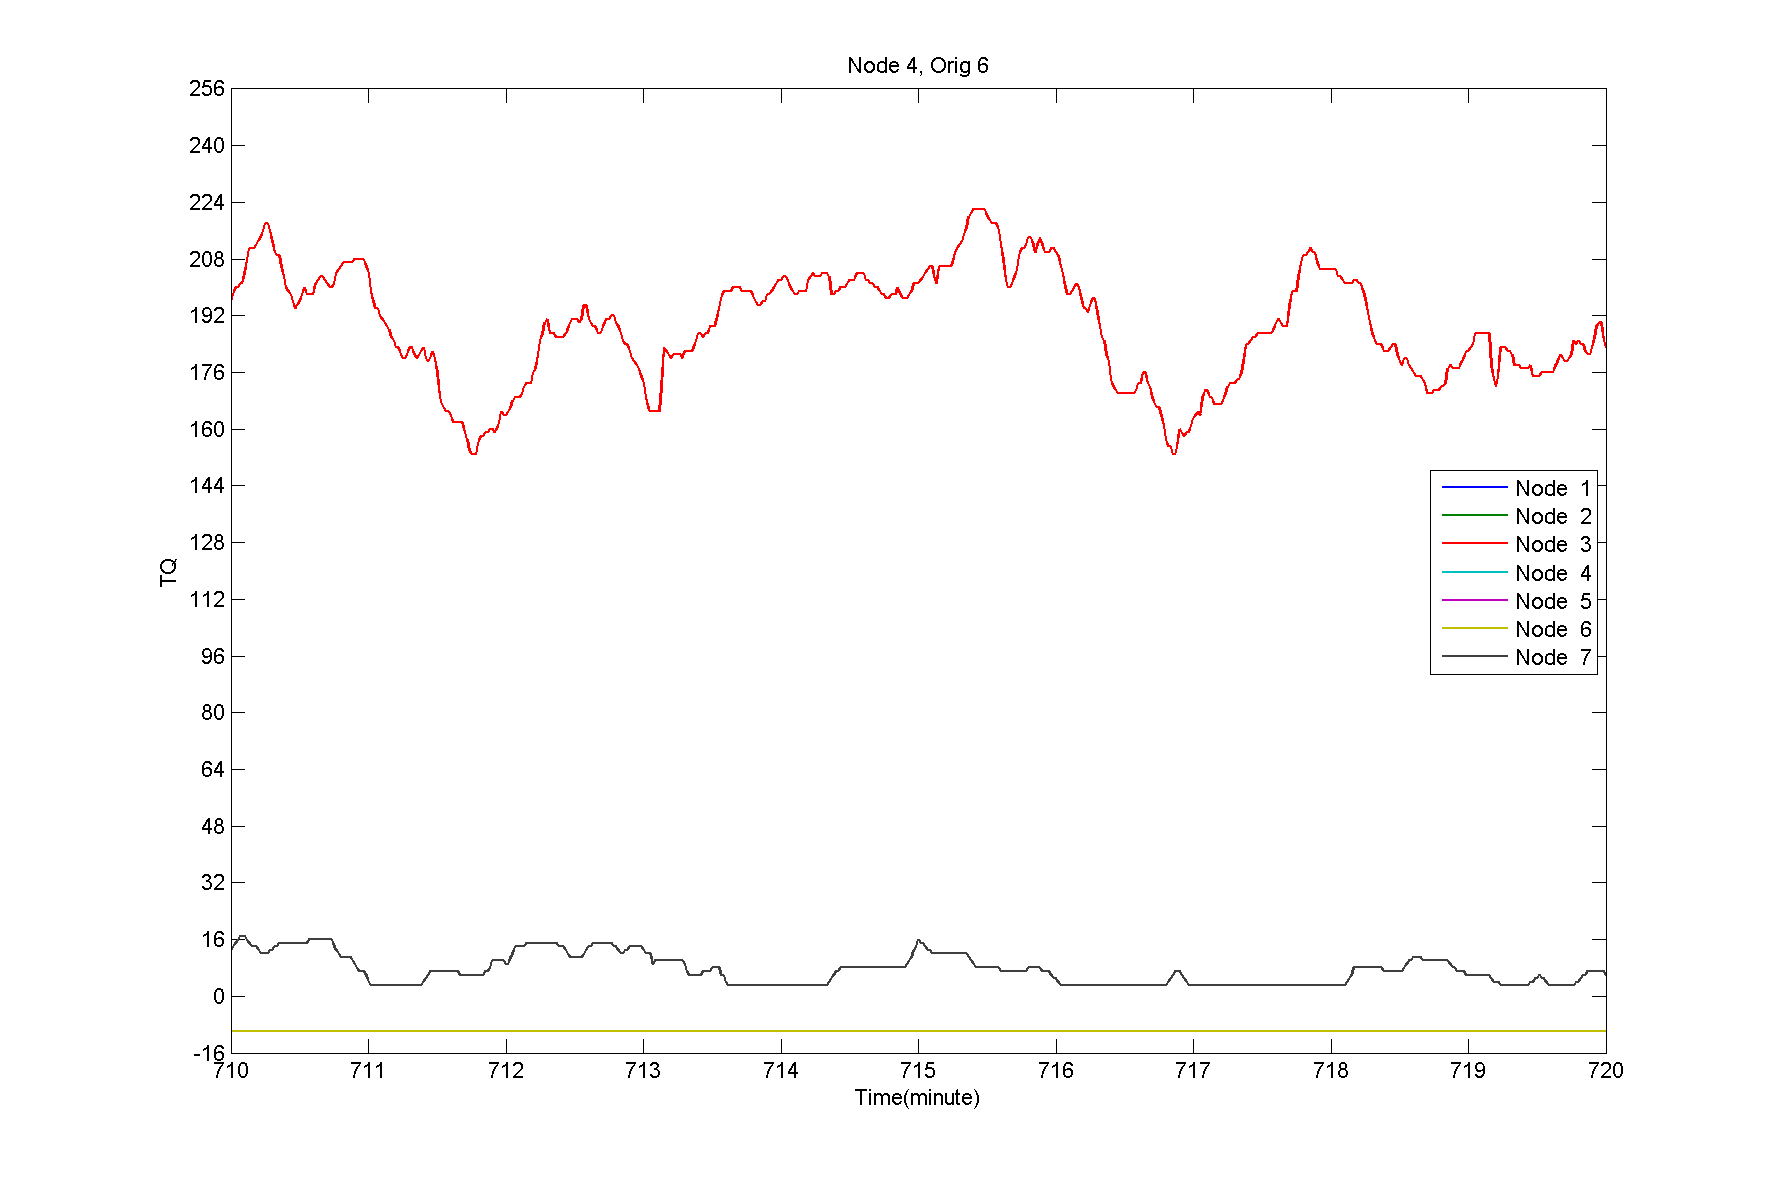 Node 4, Orig 6
256
240
224
208
192
176
160
144
128
112
96
80
64
48
32
16
0
-16
TQ
Node 1
Node 2
Node 3
Node 4
Node 5
Node 6
Node 7
710 711 712 713 714 715 716 717 718 719 720
Time(minute)